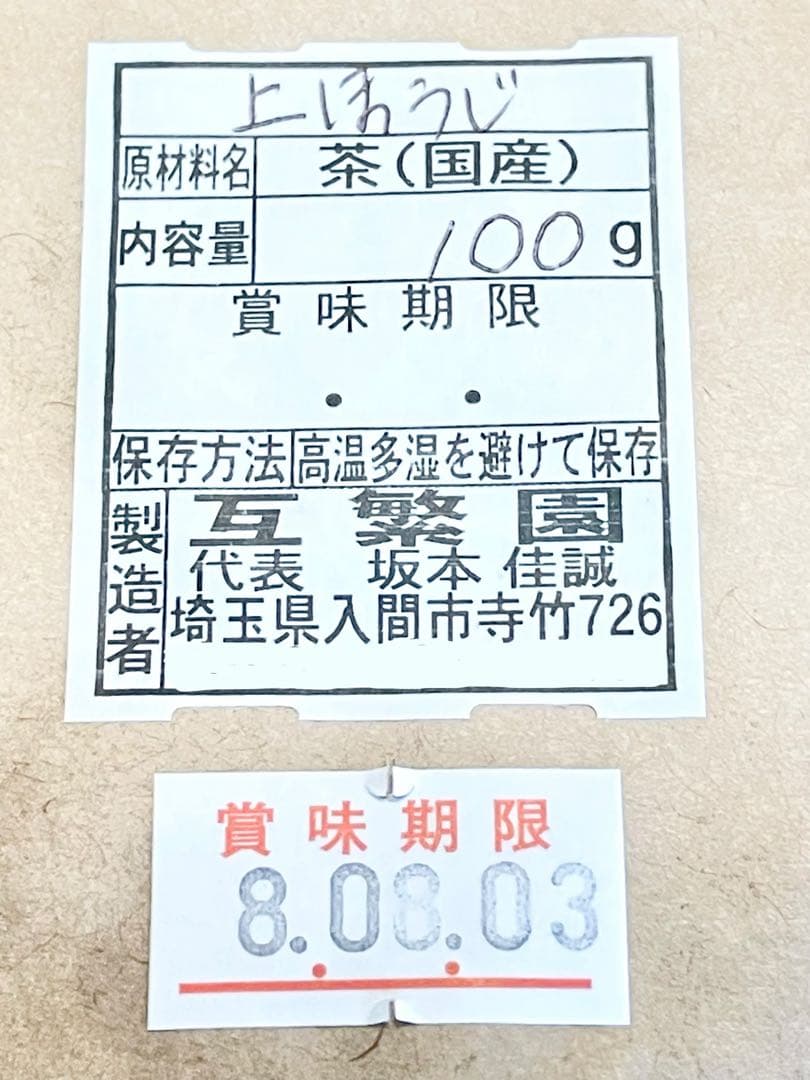 上ほうじ
原材料名 茶(国産)
内容量 100g
賞味期限
. .
保存方法 高温多湿を避けて保存
製造者 互繁園
代表 坂本 佳誠
埼玉県入間市寺竹726
賞味期限
8.08.03